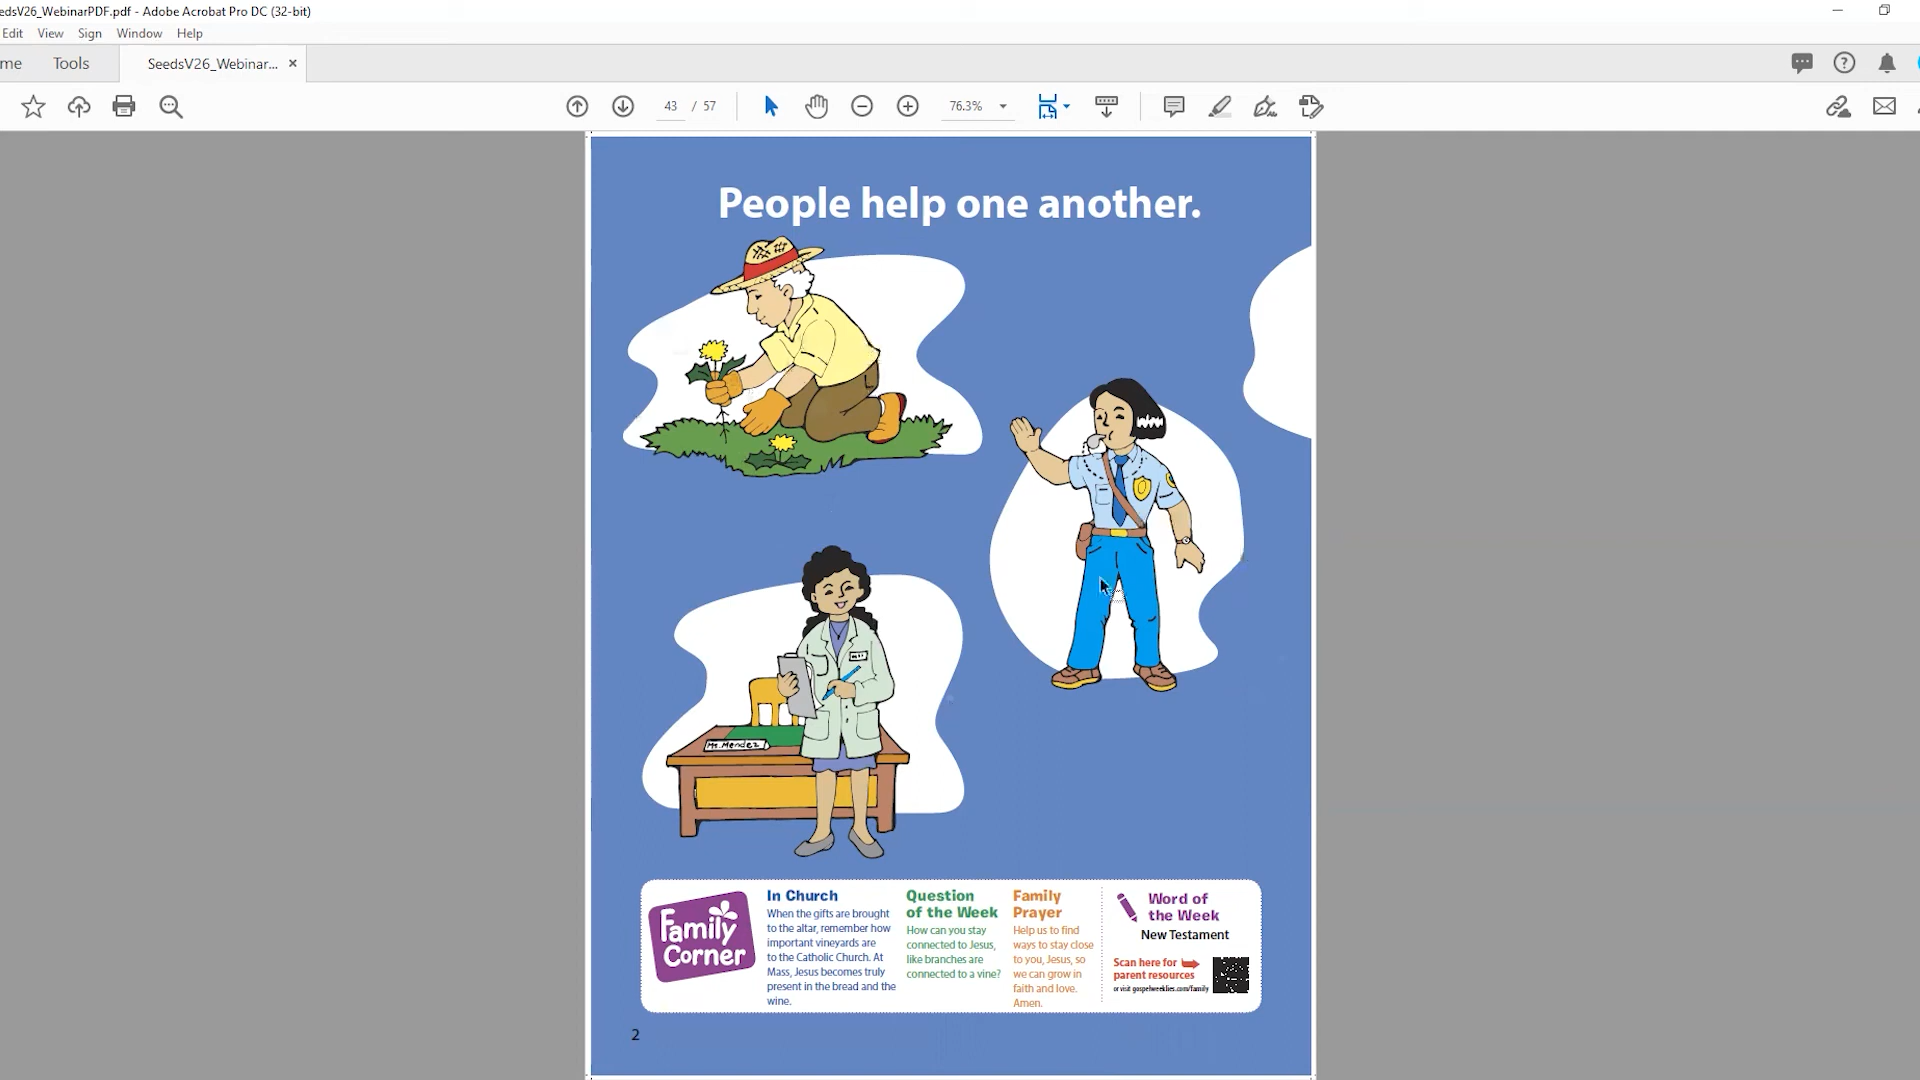 edsV26_WebinarPDF.pdf - Adobe Acrobat Pro DC (32-bit)
Edit View Sign Window Help
me Tools SeedsV26_Webinar... ×
43 / 57 76.3%
People help one another.
Mr. Mendez
Family
Corner
In Church
When the gifts are brought
to the altar, remember how
important vineyards are
to the Catholic Church. At
Mass, Jesus becomes truly
present in the bread and the
wine.
Question
of the Week
How can you stay
connected to Jesus,
like branches are
connected to a vine?
Family
Prayer
Help us to find
ways to stay close
to you, Jesus, so
we can grow in
faith and love.
Amen.
Word of
the Week
New Testament
Scan here for
parent resources
or visit gospelweeklies.com/family
2